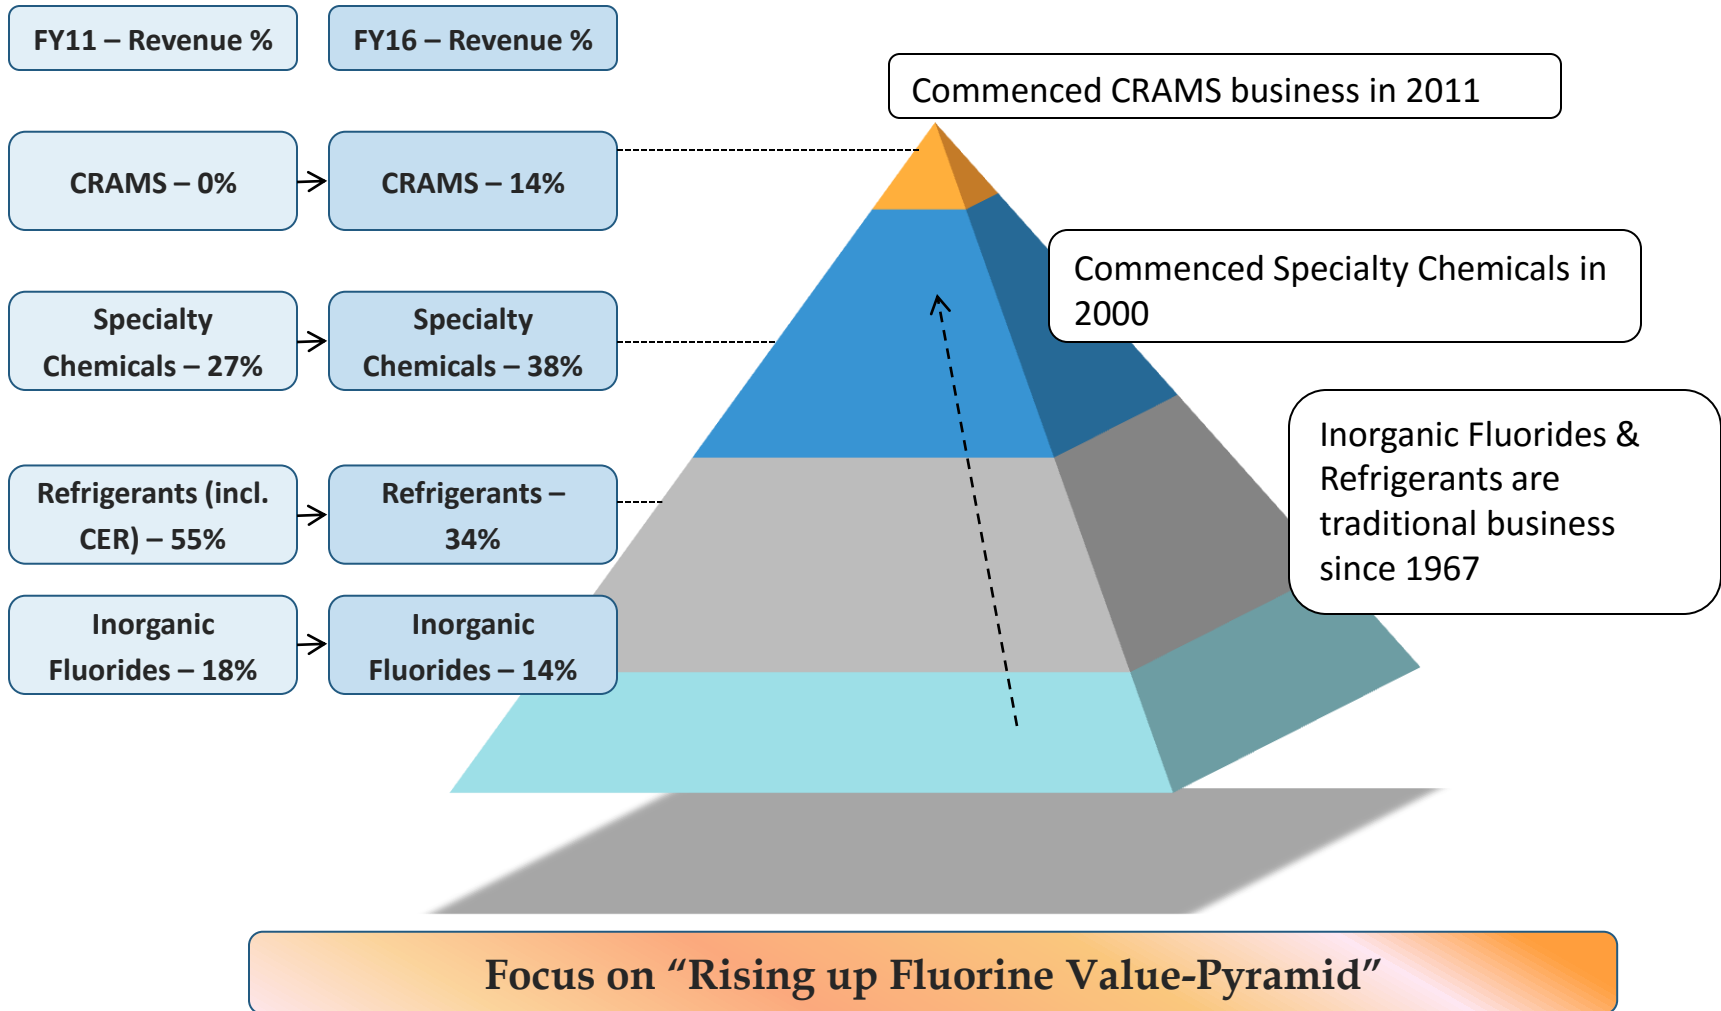 FY11 – Revenue %
FY16 – Revenue %
Commenced CRAMS business in 2011
CRAMS – 0%
CRAMS – 14%
Commenced Specialty Chemicals in
2000
Specialty
Chemicals – 27%
Specialty
Chemicals – 38%
Inorganic Fluorides &
Refrigerants are
traditional business
since 1967
Refrigerants (incl.
CER) – 55%
Refrigerants –
34%
Inorganic
Fluorides – 18%
Inorganic
Fluorides – 14%
Focus on “Rising up Fluorine Value-Pyramid”